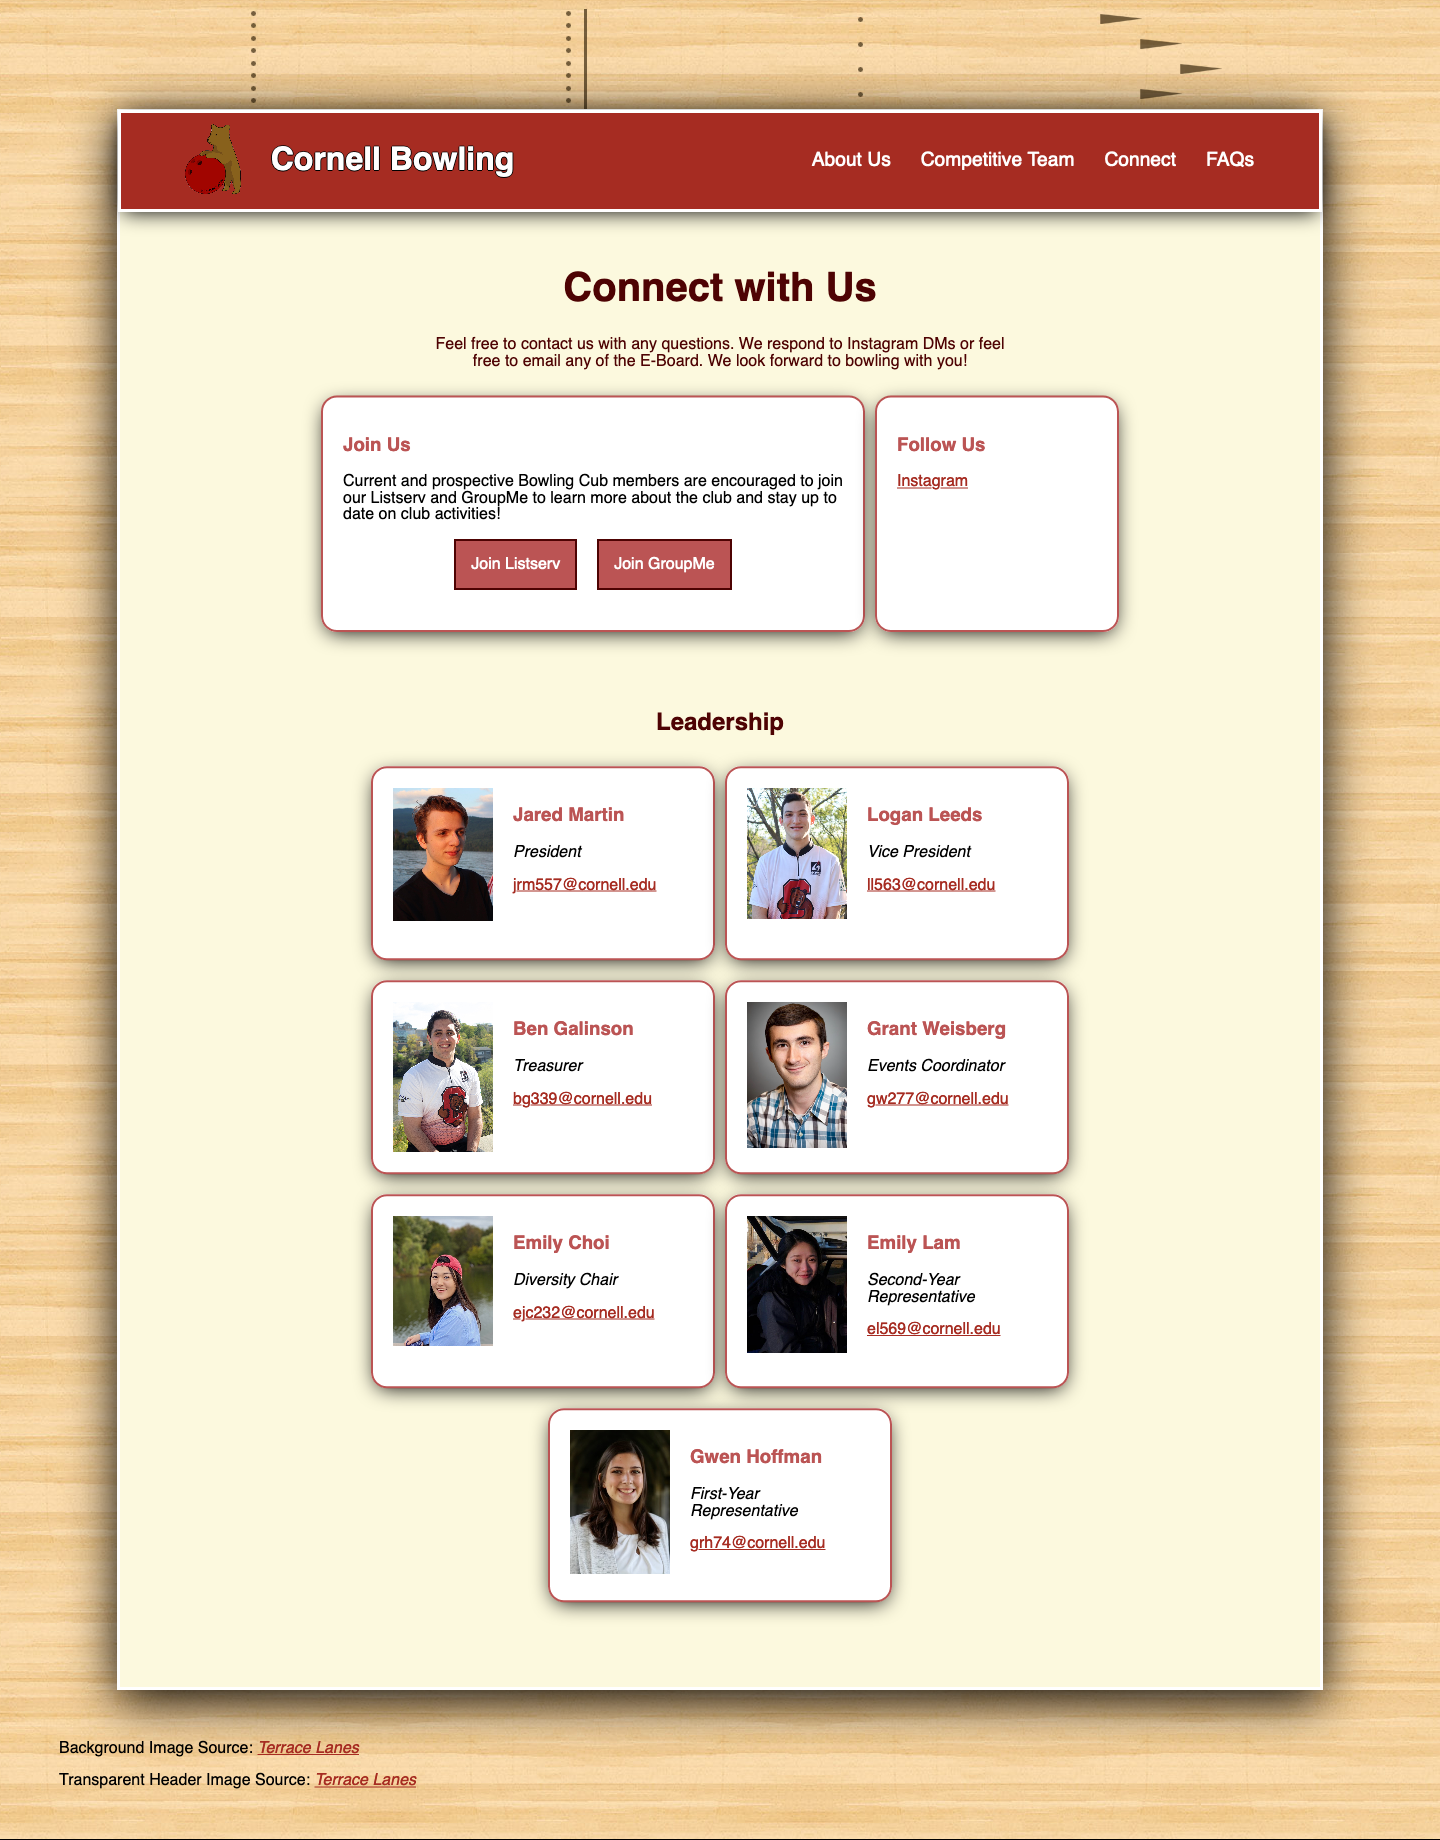 Cornell Bowling
About Us
Competitive Team
Connect
FAQs
Connect with Us
Feel free to contact us with any questions. We respond to Instagram DMs or feel
free to email any of the E-Board. We look forward to bowling with you!
Join Us
Current and prospective Bowling Cub members are encouraged to join
our Listserv and GroupMe to learn more about the club and stay up to
date on club activities!
Join Listserv
Join GroupMe
Follow Us
Instagram
Leadership
Jared Martin
President
jrm557@cornell.edu
Logan Leeds
Vice President
ll563@cornell.edu
Ben Galinson
Treasurer
bg339@cornell.edu
Grant Weisberg
Events Coordinator
gw277@cornell.edu
Emily Choi
Diversity Chair
ejc232@cornell.edu
Emily Lam
Second-Year
Representative
el569@cornell.edu
Gwen Hoffman
First-Year
Representative
grh74@cornell.edu
Background Image Source: Terrace Lanes
Transparent Header Image Source: Terrace Lanes